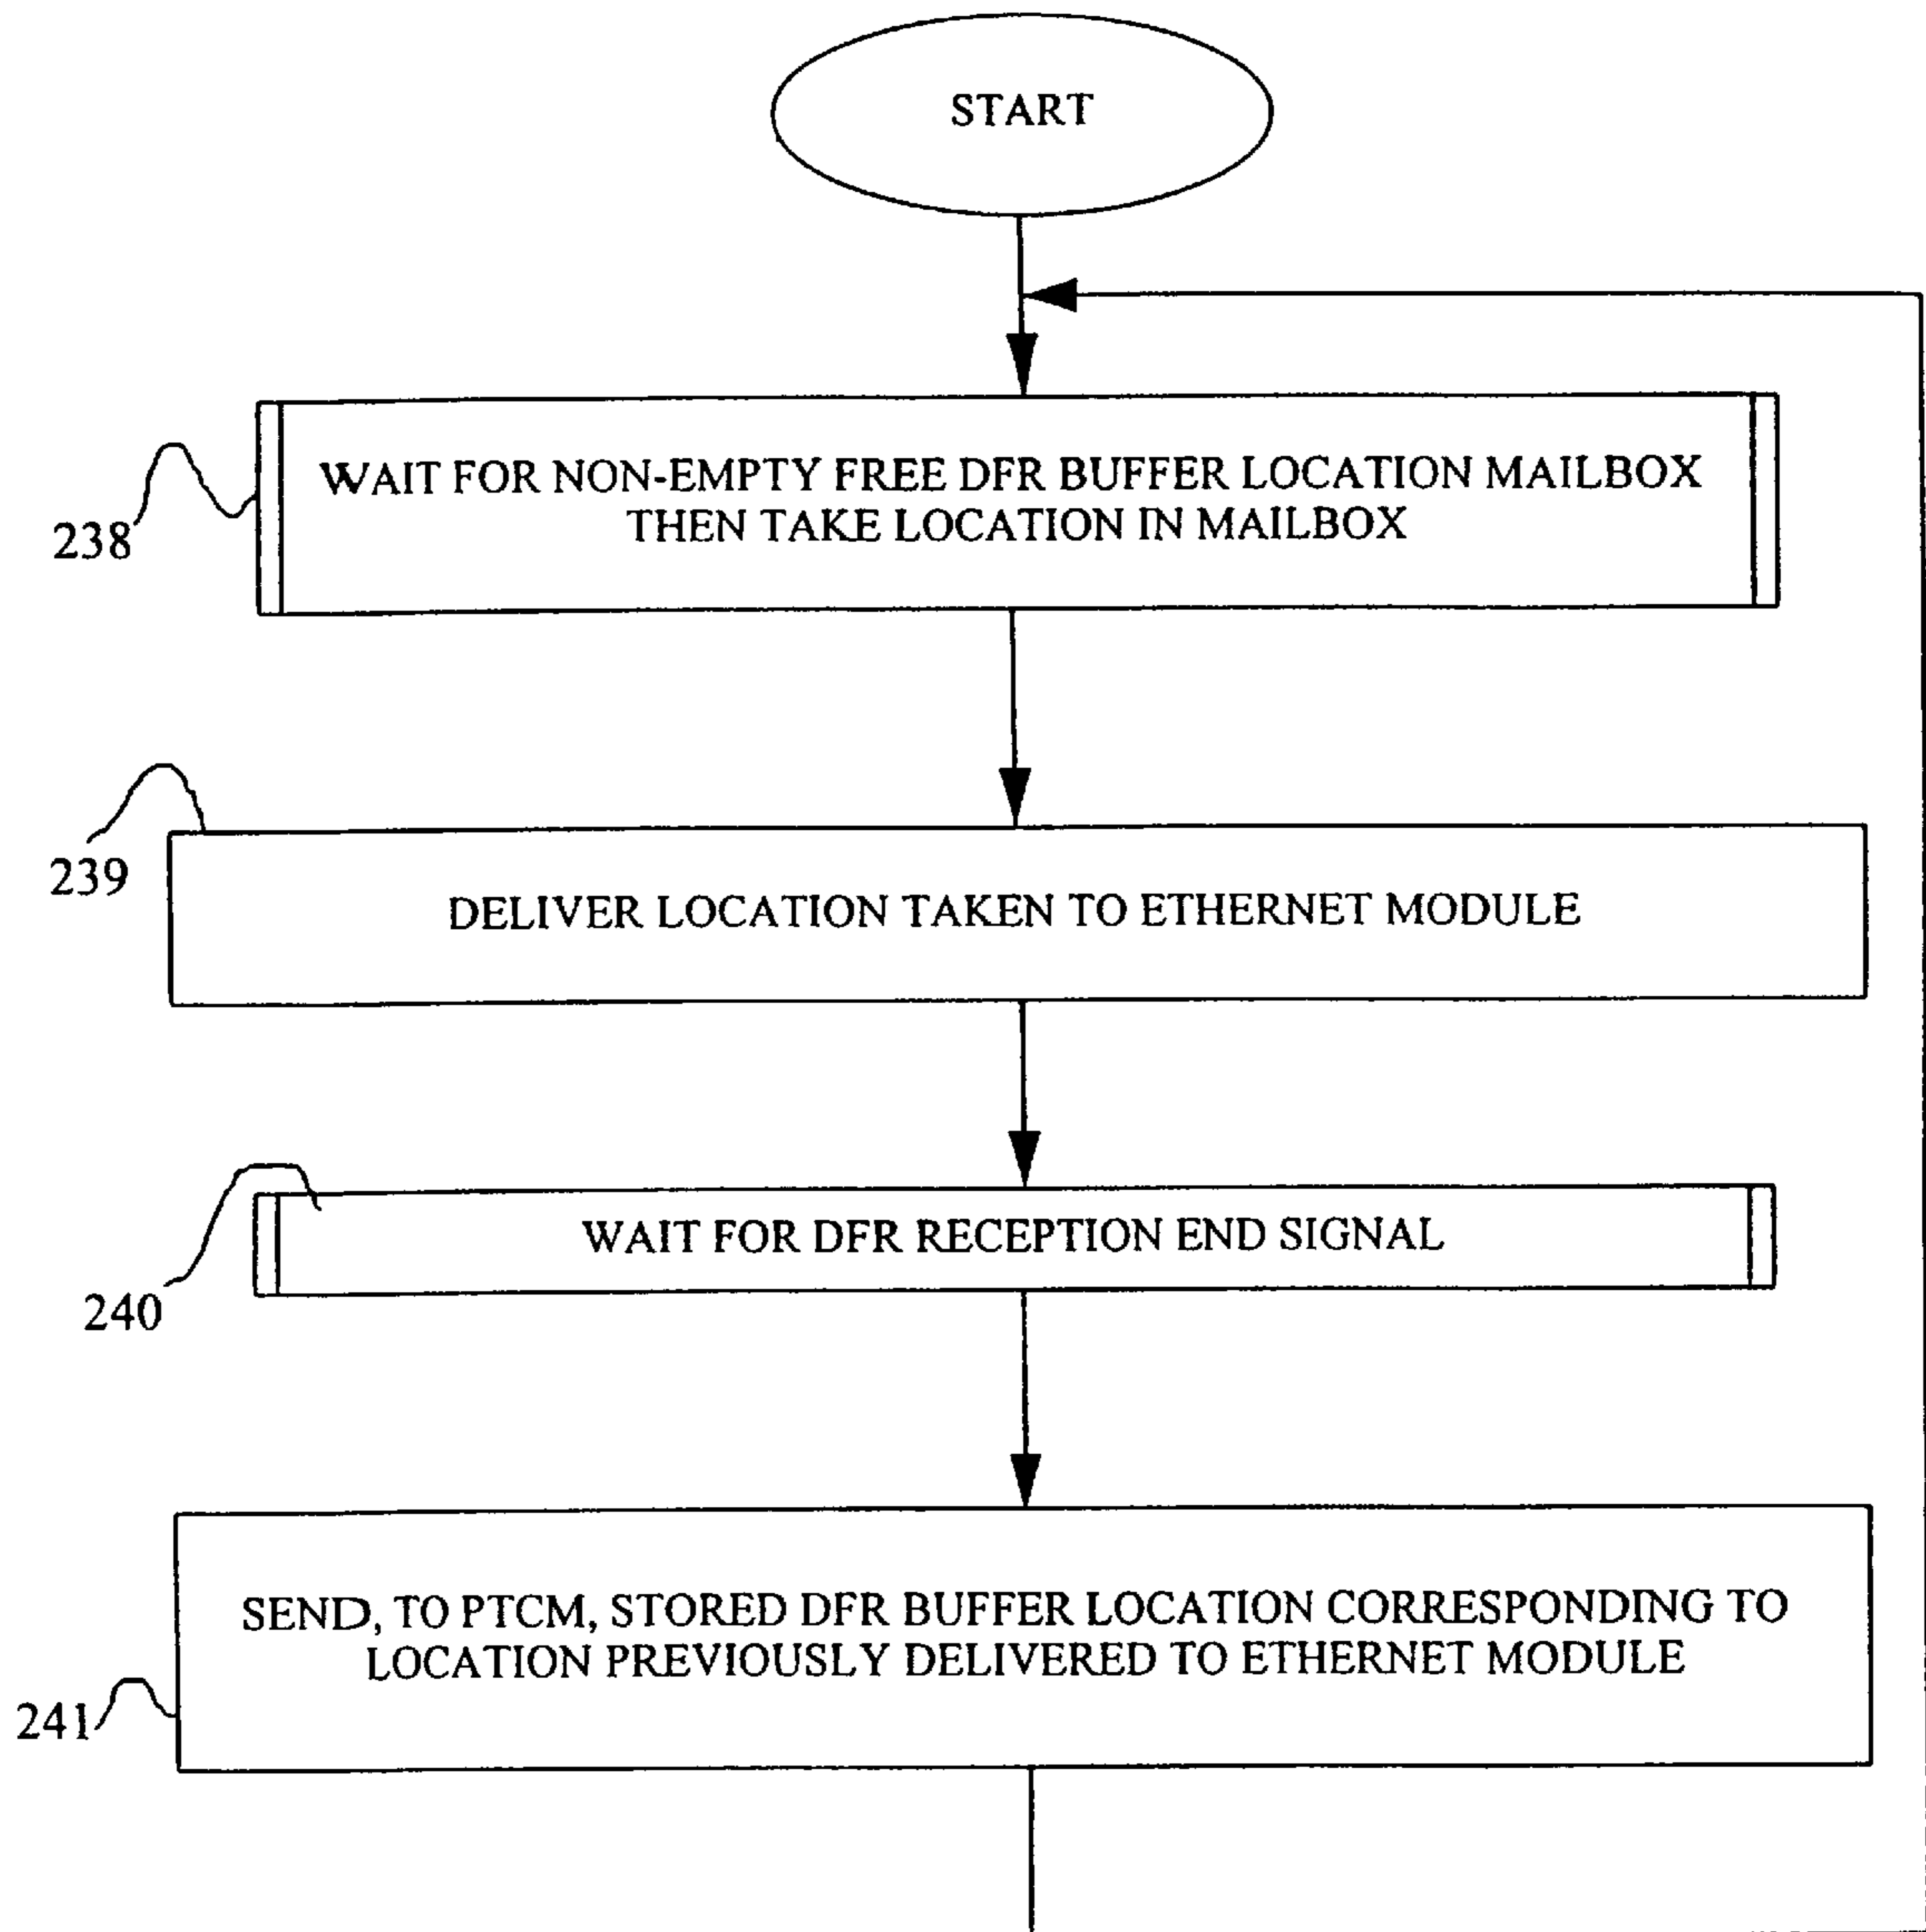 START
WAIT FOR NON-EMPTY FREE DFR BUFFER LOCATION MAILBOX
THEN TAKE LOCATION IN MAILBOX
238
239
DELIVER LOCATION TAKEN TO ETHERNET MODULE
WAIT FOR DFR RECEPTION END SIGNAL
240
SEND, TO PTCM, STORED DFR BUFFER LOCATION CORRESPONDING TO
LOCATION PREVIOUSLY DELIVERED TO ETHERNET MODULE
241